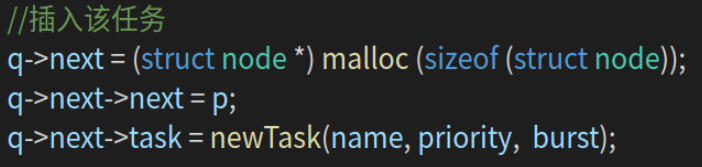 //插入该任务
q->next = (struct node *) malloc (sizeof (struct node));
q->next->next = p;
q->next->task = newTask(name, priority,  burst);